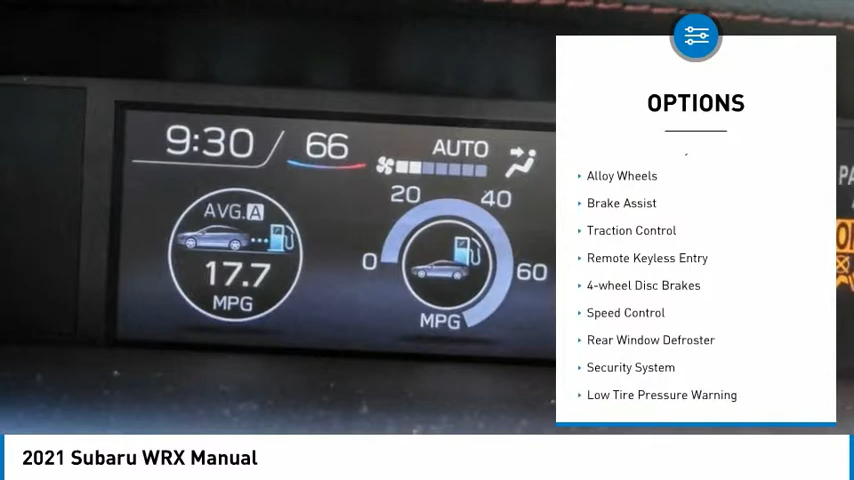 9:30 66
AUTO
AVG.A
17.7
MPG
0 20 40 60
MPG
OPTIONS
Alloy Wheels
Brake Assist
Traction Control
Remote Keyless Entry
4-wheel Disc Brakes
Speed Control
Rear Window Defroster
Security System
Low Tire Pressure Warning
2021 Subaru WRX Manual